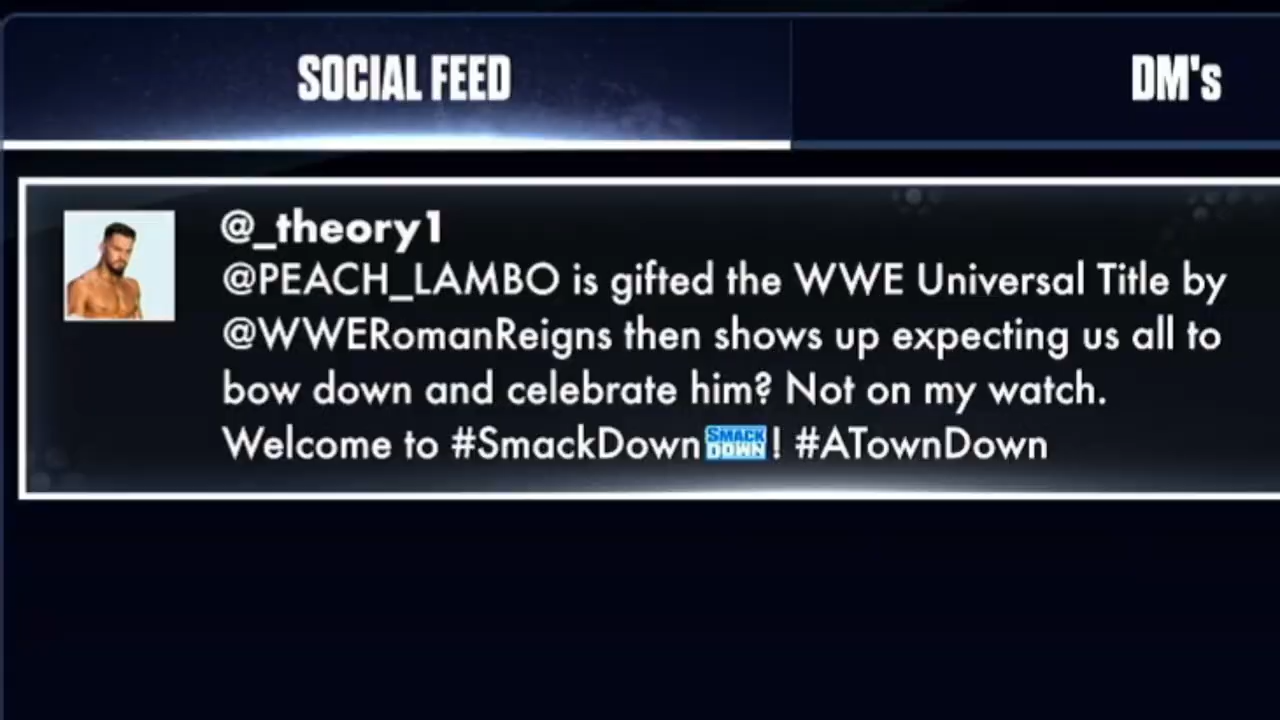 SOCIAL FEED
DM's
@_theory1
@PEACH_LAMBO is gifted the WWE Universal Title by
@WWERomanReigns then shows up expecting us all to
bow down and celebrate him? Not on my watch.
Welcome to #SmackDown SMACK DOWN! #ATownDown